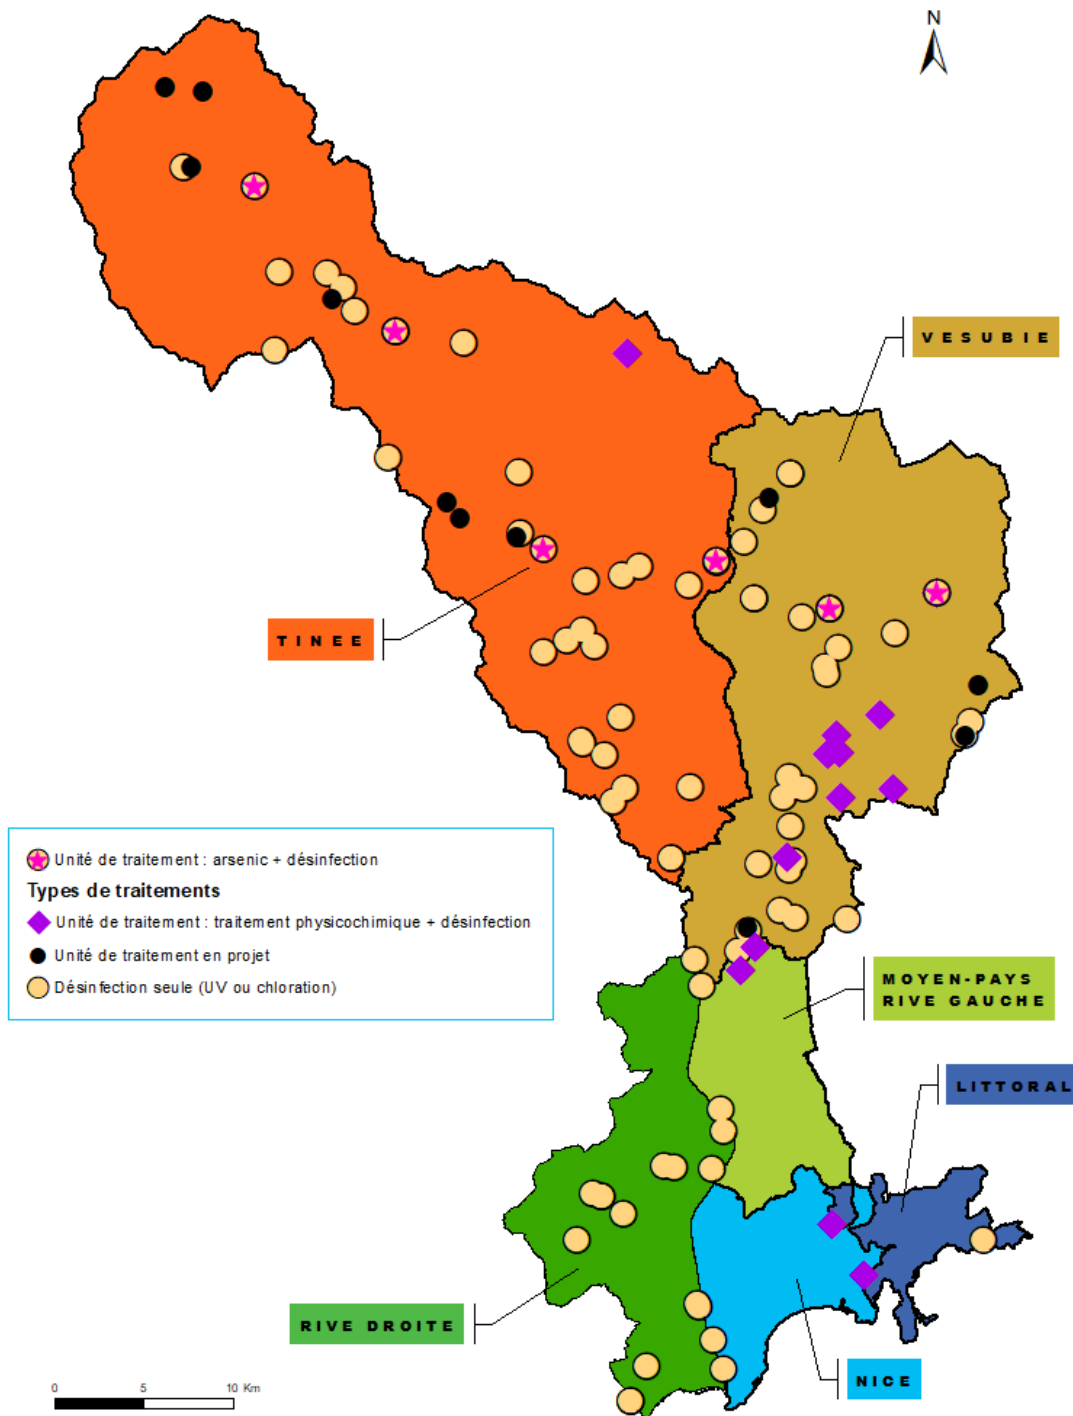 N
VESUBIE
TINEE
Unité de traitement : arsenic + désinfection
Types de traitements
Unité de traitement : traitement physicochimique + désinfection
Unité de traitement en projet
Désinfection seule (UV ou chloration)
MOYEN-PAYS
RIVE GAUCHE
LITTORAL
RIVE DROITE
NICE
0 5 10 Km